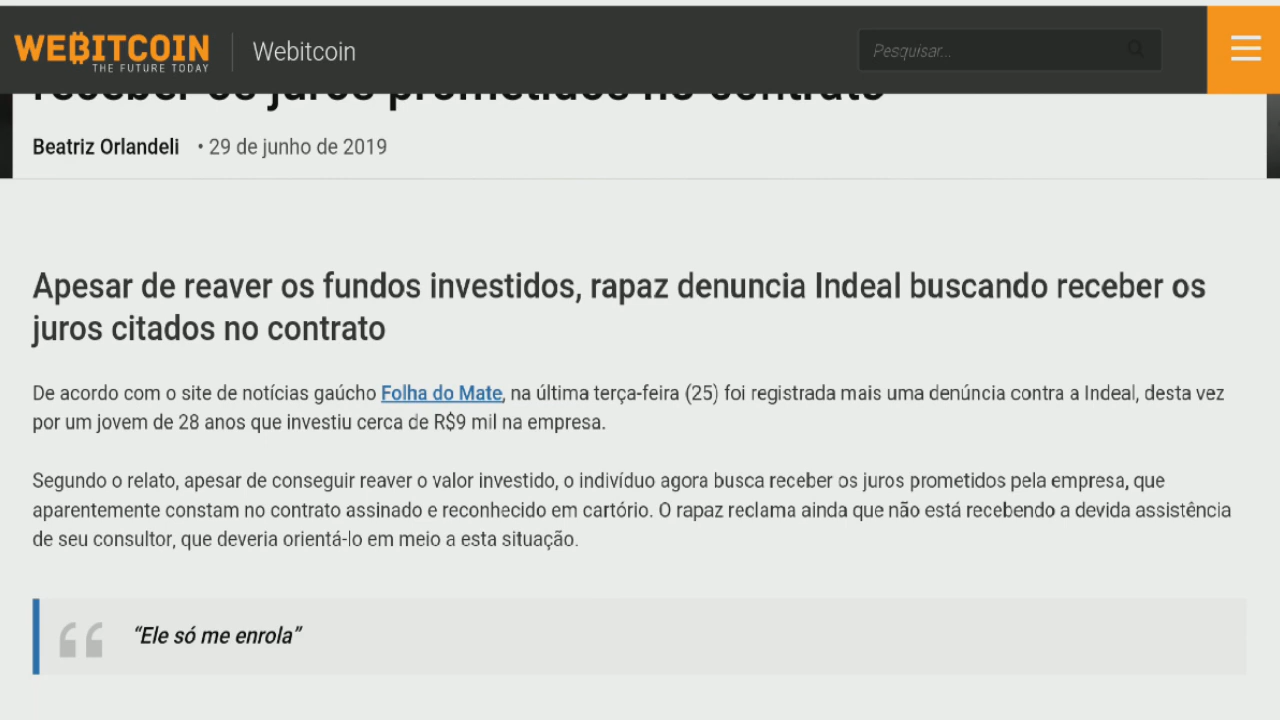 WEBITCOIN
THE FUTURE TODAY
Webitcoin
Pesquisar...
receber os juros prometidos no contrato
Beatriz Orlandeli • 29 de junho de 2019
Apesar de reaver os fundos investidos, rapaz denuncia Indeal buscando receber os
juros citados no contrato
De acordo com o site de notícias gaúcho Folha do Mate, na última terça-feira (25) foi registrada mais uma denúncia contra a Indeal, desta vez
por um jovem de 28 anos que investiu cerca de R$9 mil na empresa.
Segundo o relato, apesar de conseguir reaver o valor investido, o indivíduo agora busca receber os juros prometidos pela empresa, que
aparentemente constam no contrato assinado e reconhecido em cartório. O rapaz reclama ainda que não está recebendo a devida assistência
de seu consultor, que deveria orientá-lo em meio a esta situação.
“Ele só me enrola”